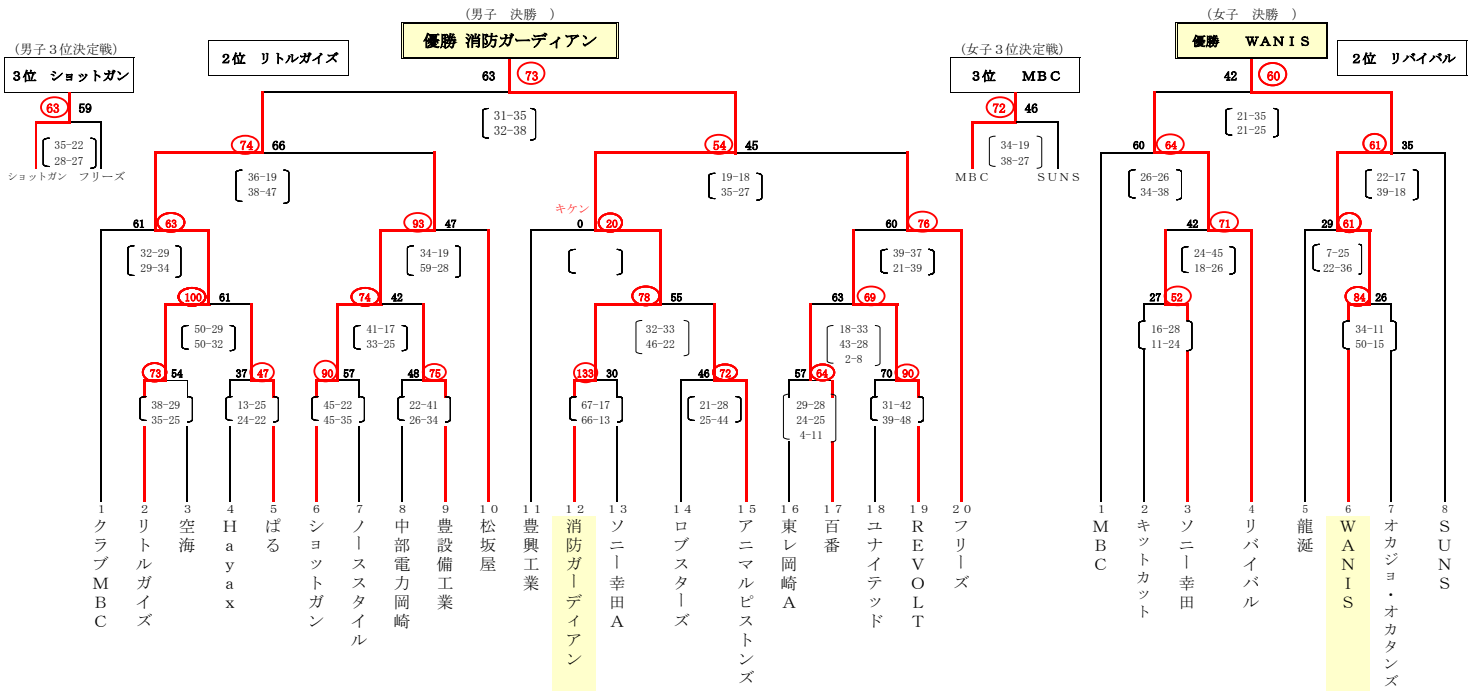 (男子　決勝　)
優勝 消防ガーディアン
(女子　決勝　)
優勝　　ＷＡＮＩＳ
(男子３位決定戦)
３位　ショットガン
２位　リトルガイズ
(女子３位決定戦)
３位　　ＭＢＣ
２位　リバイバル
63 73
42 60
63 59
35-22
28-27
ショットガン　フリーズ
31-35
32-38
72 46
34-19
38-27
ＭＢＣ　ＳＵＮＳ
21-35
21-25
74 66
54 45
60 64
61 35
36-19
38-47
19-18
35-27
26-26
34-38
22-17
39-18
キケン
61 63
93 47
0 20
60 76
42 71
29 61
32-29
29-34
34-19
59-28
39-37
21-39
24-45
18-26
7-25
22-36
100 61
74 42
78 55
63 69
27 52
84 26
50-29
50-32
41-17
33-25
32-33
46-22
18-33
43-28
2-8
16-28
11-24
34-11
50-15
73 54
37 47
90 57
48 75
133 30
46 72
57 64
70 90
38-29
35-25
13-25
24-22
45-22
45-35
22-41
26-34
67-17
66-13
21-28
25-44
29-28
24-25
4-11
31-42
39-48
１ クラブＭＢＣ
２ リトルガイズ
３ 空海
４ Ｈａｙａｘ
５ ぱる
６ ショットガン
７ ノーススタイル
８ 中部電力岡崎
９ 豊設備工業
１０ 松坂屋
１１ 豊興工業
１２ 消防ガーディアン
１３ ソニー幸田Ａ
１４ ロブスターズ
１５ アニマルピストンズ
１６ 東レ岡崎Ａ
１７ 百番
１８ ユナイテッド
１９ ＲＥＶＯＬＴ
２０ フリーズ
１ ＭＢＣ
２ キットカット
３ ソニー幸田
４ リバイバル
５ 龍涎
６ ＷＡＮＩＳ
７ オカジョ・オカタンズ
８ ＳＵＮＳ